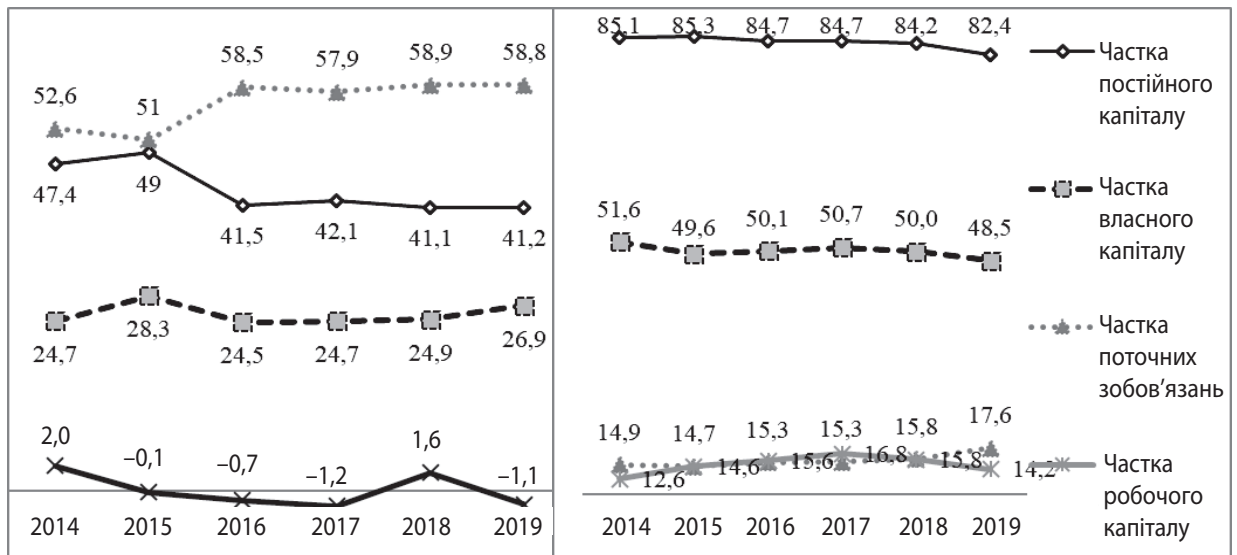 58,5 57,9 58,9 58,8
52,6 51
47,4 49
41,5 42,1 41,1 41,2
24,7 28,3 24,5 24,7 24,9 26,9
2,0 –0,1 –0,7 –1,2 1,6 –1,1
2014 2015 2016 2017 2018 2019
85,1 85,3 84,7 84,7 84,2 82,4
51,6 49,6 50,1 50,7 50,0 48,5
14,9 14,7 15,3 15,3 15,8 17,6
12,6 14,6 15,6 16,8 15,8 14,2
2014 2015 2016 2017 2018 2019
Частка
постійного
капіталу
Частка
власного
капіталу
Частка
поточних
зобов’язань
Частка
робочого
капіталу